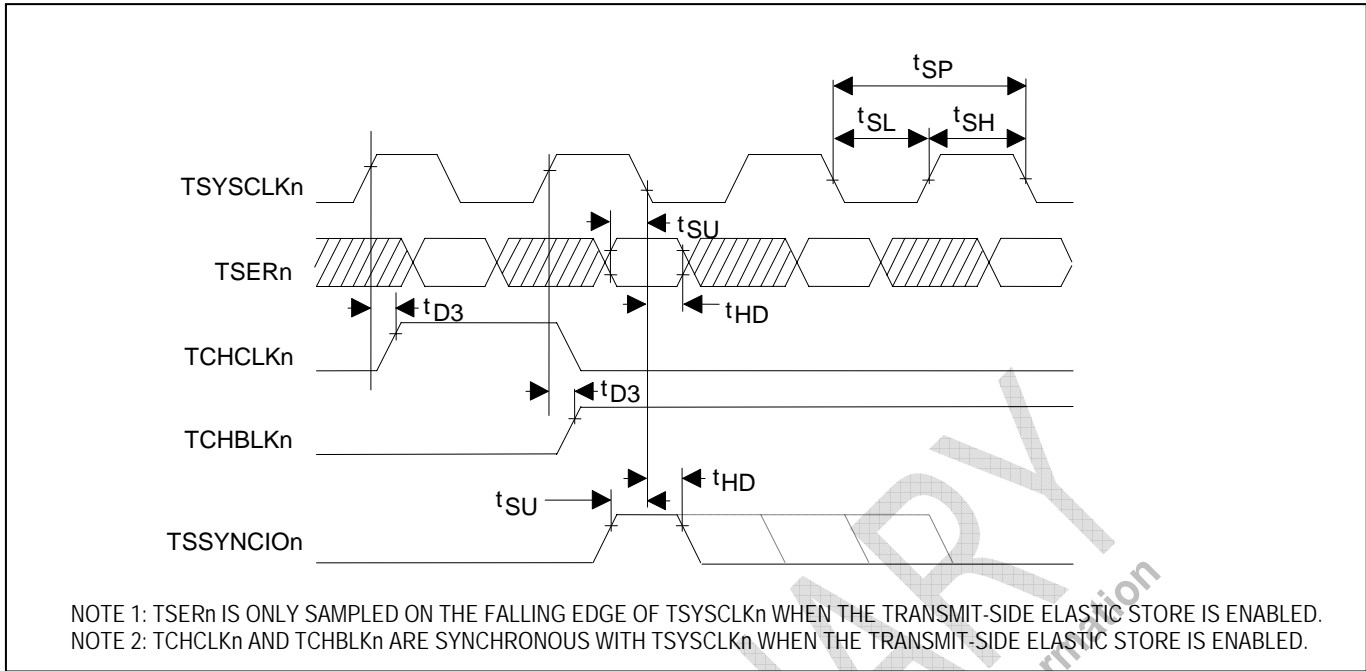 tSP
tSL tSH
TSYSCLKn
tSU
TSERn
tD3 tHD
TCHCLKn
tD3
TCHBLKn
tSU tHD
TSSYNCIOn
NOTE 1: TSERn IS ONLY SAMPLED ON THE FALLING EDGE OF TSYSCLKn WHEN THE TRANSMIT-SIDE ELASTIC STORE IS ENABLED.
NOTE 2: TCHCLKn AND TCHBLKn ARE SYNCHRONOUS WITH TSYSCLKn WHEN THE TRANSMIT-SIDE ELASTIC STORE IS ENABLED.